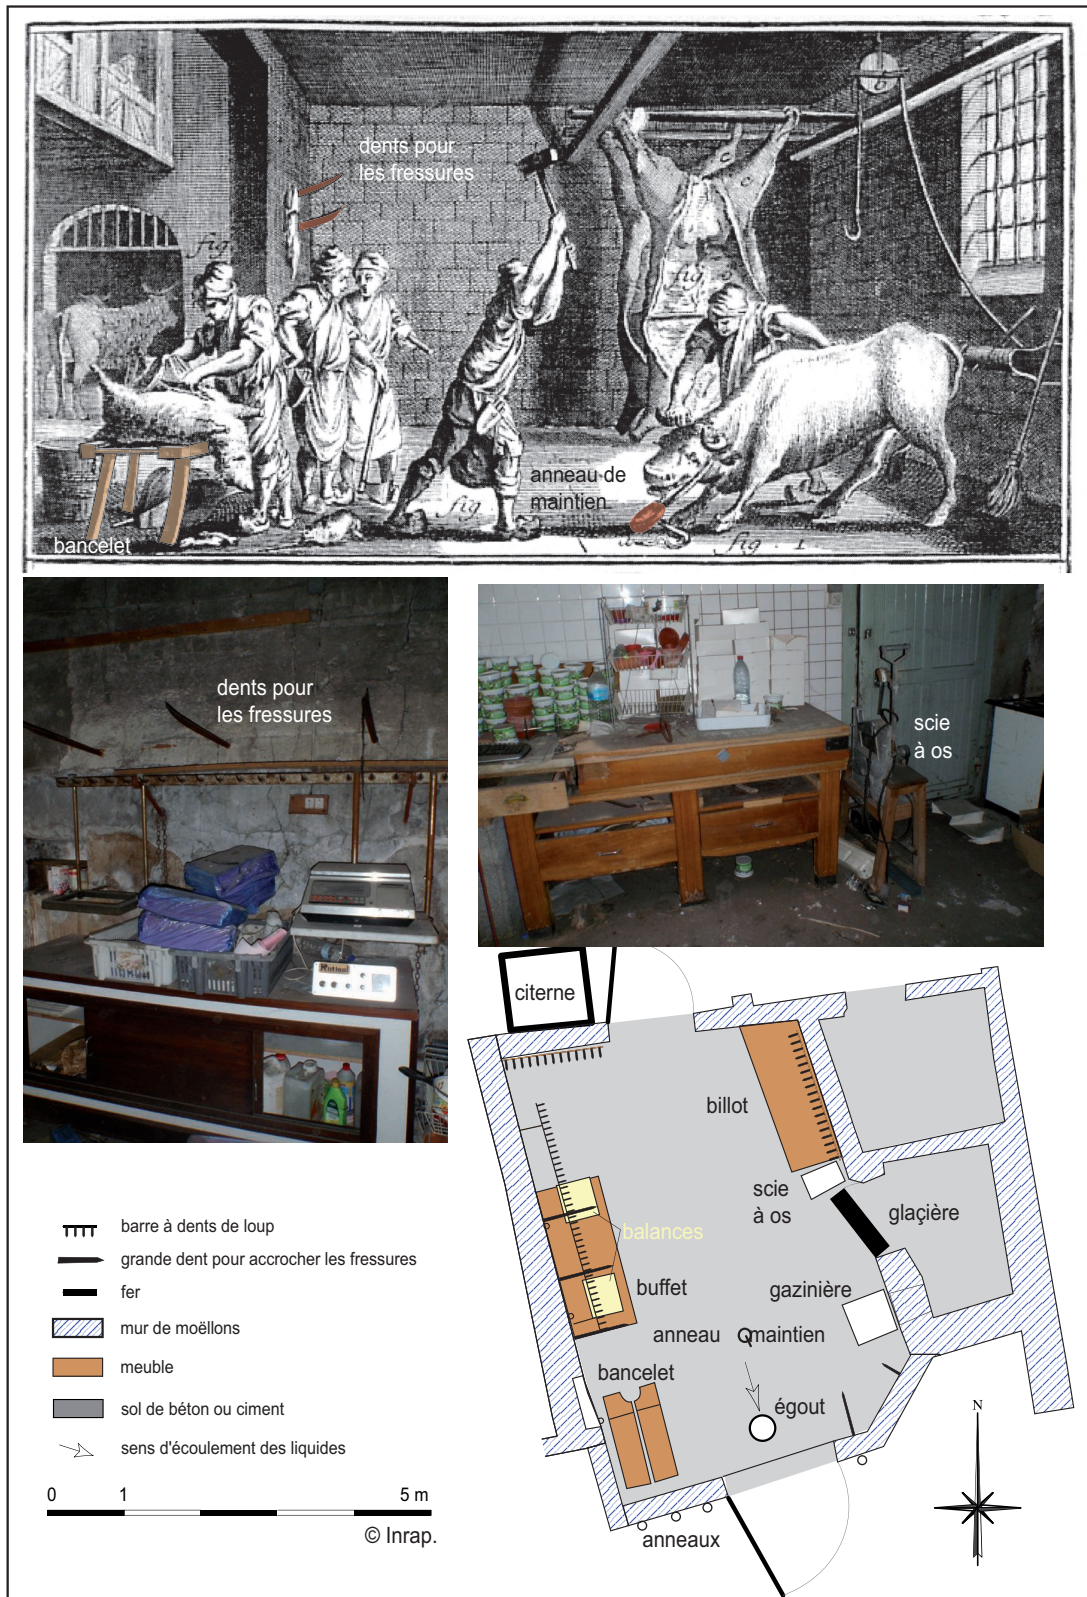 dents pour
les fressures
fig.
fig.
anneau de
maintien
bancelet
fig.
fig. 1.
dents pour
les fressures
scie
à os
citerne
billot
scie
à os
glaçière
balances
buffet
gazinière
anneau maintien
bancelet
égout
anneaux
N
barre à dents de loup
grande dent pour accrocher les fressures
fer
mur de moëllons
meuble
sol de béton ou ciment
sens d'écoulement des liquides
0 1 5 m
© Inrap.